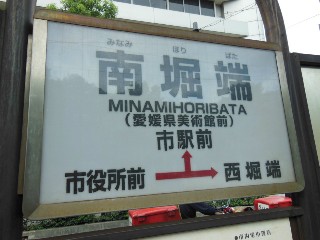 みなみ ほり ばた
南堀端
MINAMIHORIBATA
(愛媛県美術館前)
市駅前
市役所前 西堀端